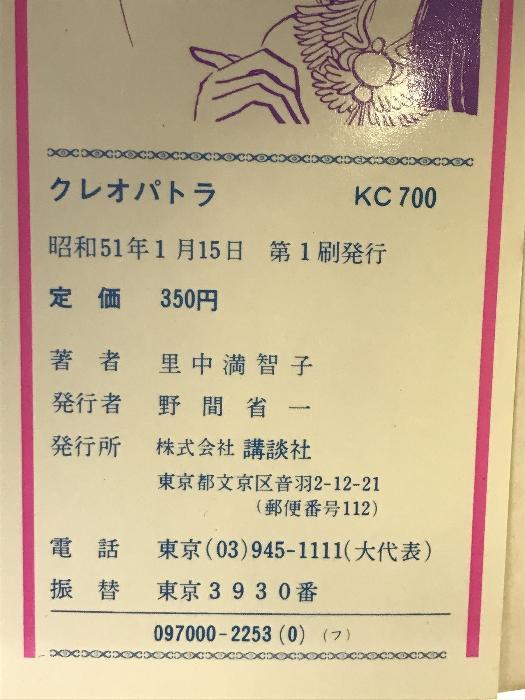 クレオパトラ KC700
昭和51年1月15日 第1刷発行
定価 350円
著者 里中満智子
発行者 野間省一
発行所 株式会社 講談社
東京都文京区音羽2-12-21
(郵便番号112)
電話 東京(03)945-1111(大代表)
振替 東京3930番
097000-2253(0) (フ)